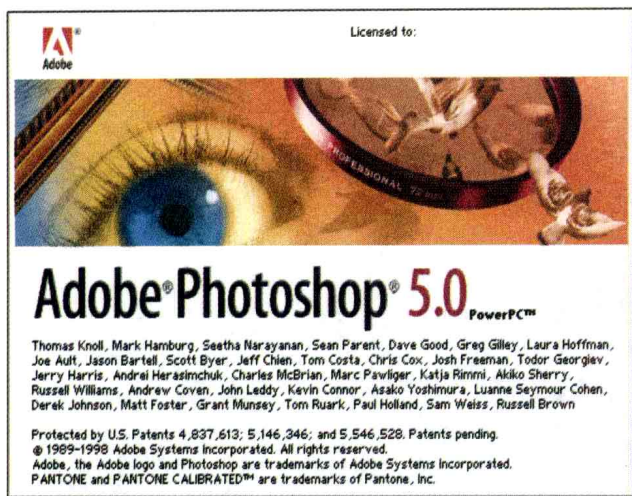 Adobe
Licensed to:
PROFESSIONAL 72 mm
Adobe® Photoshop® 5.0 PowerPC™
Thomas Knoll, Mark Hamburg, Seetha Narayanan, Sean Parent, Dave Good, Greg Gilley, Laura Hoffman,
Joe Ault, Jason Bartell, Scott Byer, Jeff Chien, Tom Costa, Chris Cox, Josh Freeman, Todor Georgiev,
Jerry Harris, Andrei Herasimchuk, Charles McBrian, Marc Pawliger, Katja Rimmi, Akiko Sherry,
Russell Williams, Andrew Coven, John Leddy, Kevin Connor, Asako Yoshimura, Luanne Seymour Cohen,
Derek Johnson, Matt Foster, Grant Munsey, Tom Ruark, Paul Holland, Sam Weiss, Russell Brown
Protected by U.S. Patents 4,837,613; 5,146,346; and 5,546,528. Patents pending.
© 1989-1998 Adobe Systems Incorporated. All rights reserved.
Adobe, the Adobe logo and Photoshop are trademarks of Adobe Systems Incorporated.
PANTONE and PANTONE CALIBRATED™ are trademarks of Pantone, Inc.